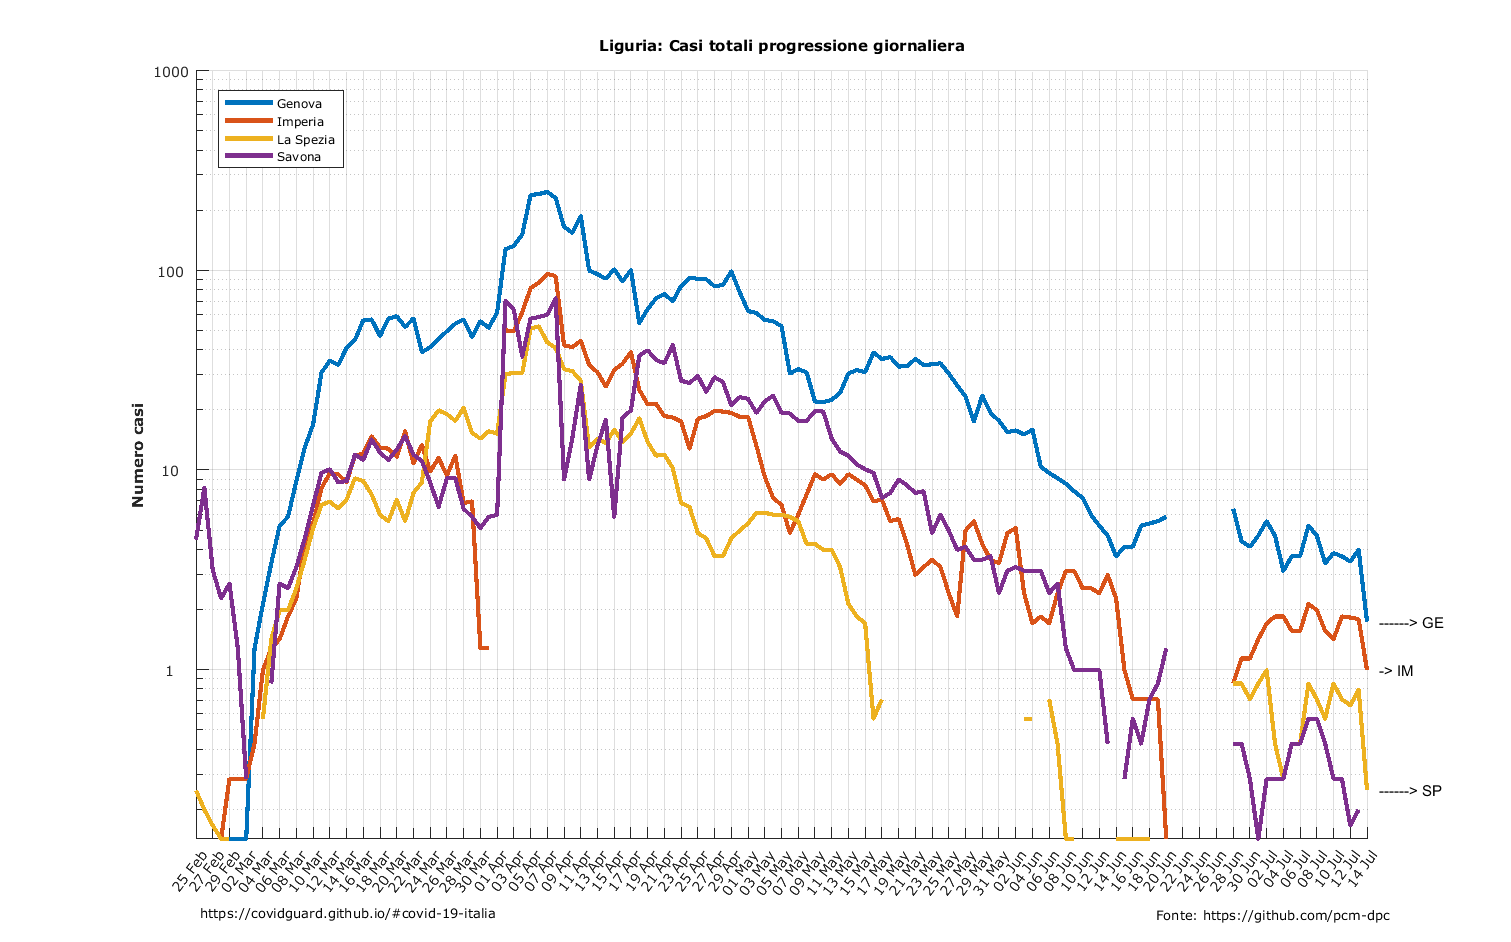 Liguria: Casi totali progressione giornaliera
1000
100
10
1
Numero casi
Genova
Imperia
La Spezia
Savona
------> GE
-> IM
------> SP
25 Feb
27 Feb
29 Feb
02 Mar
04 Mar
06 Mar
08 Mar
10 Mar
12 Mar
14 Mar
16 Mar
18 Mar
20 Mar
22 Mar
24 Mar
26 Mar
28 Mar
30 Mar
01 Apr
03 Apr
05 Apr
07 Apr
09 Apr
11 Apr
13 Apr
15 Apr
17 Apr
19 Apr
21 Apr
23 Apr
25 Apr
27 Apr
29 Apr
01 May
03 May
05 May
07 May
09 May
11 May
13 May
15 May
17 May
19 May
21 May
23 May
25 May
27 May
29 May
31 May
02 Jun
04 Jun
06 Jun
08 Jun
10 Jun
12 Jun
14 Jun
16 Jun
18 Jun
20 Jun
22 Jun
24 Jun
26 Jun
28 Jun
30 Jun
02 Jul
04 Jul
06 Jul
08 Jul
10 Jul
12 Jul
14 Jul
https://covidguard.github.io/#covid-19-italia
Fonte: https://github.com/pcm-dpc